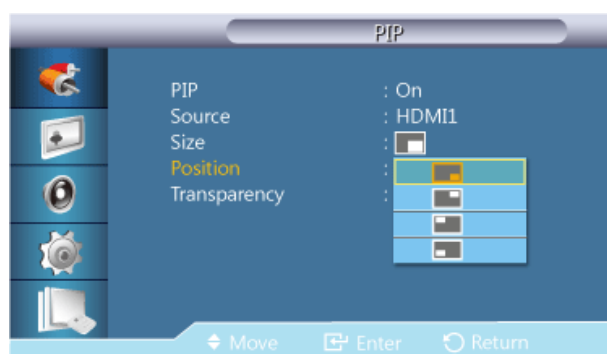 PIP
PIP : On
Source : HDMI1
Size :
Position :
Transparency :
Move Enter Return